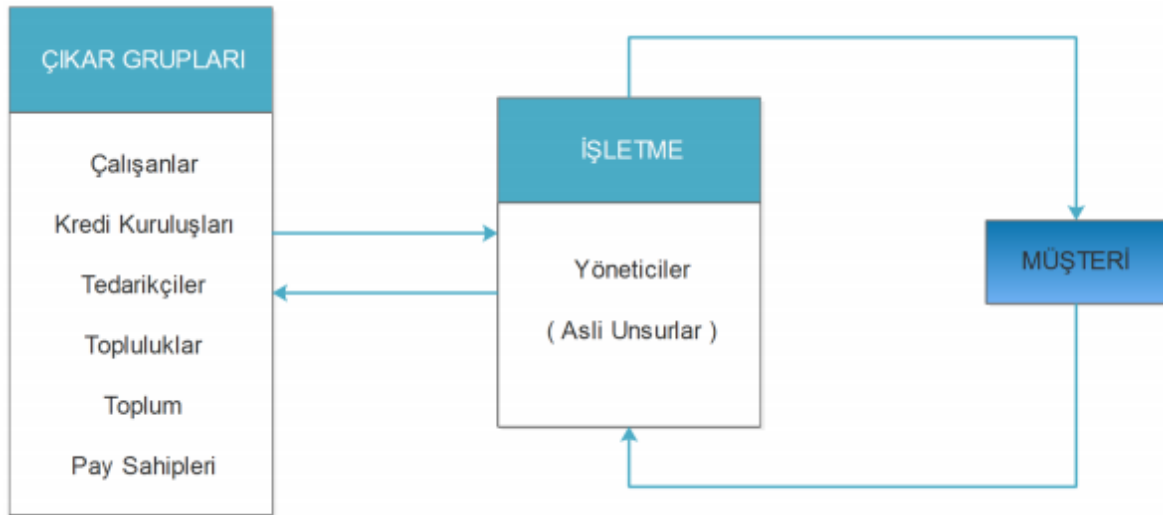 ÇIKAR GRUPLARI
Çalışanlar
Kredi Kuruluşları
Tedarikçiler
Topluluklar
Toplum
Pay Sahipleri
İŞLETME
Yöneticiler
( Asli Unsurlar )
MÜŞTERİ